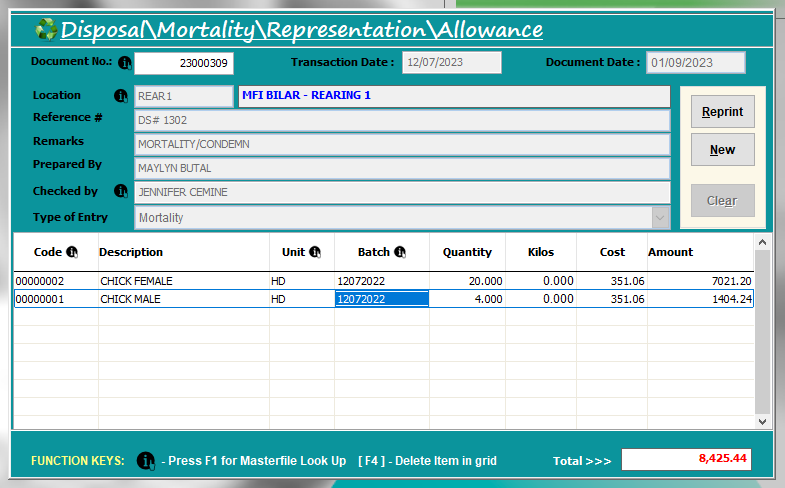 Disposal\Mortality\Representation\Allowance
Document No.: 23000309 Transaction Date : 12/07/2023 Document Date : 01/09/2023
Location REAR1 MFI BILAR - REARING 1
Reference # DS# 1302
Remarks MORTALITY/CONDEMN
Prepared By MAYLYN BUTAL
Checked by JENNIFER CEMINE
Type of Entry Mortality
Reprint
New
Clear
Code Description Unit Batch Quantity Kilos Cost Amount
00000002 CHICK FEMALE HD 12072022 20.000 0.000 351.06 7021.20
00000001 CHICK MALE HD 12072022 4.000 0.000 351.06 1404.24
FUNCTION KEYS: - Press F1 for Masterfile Look Up [ F4 ] - Delete Item in grid Total >>> 8,425.44